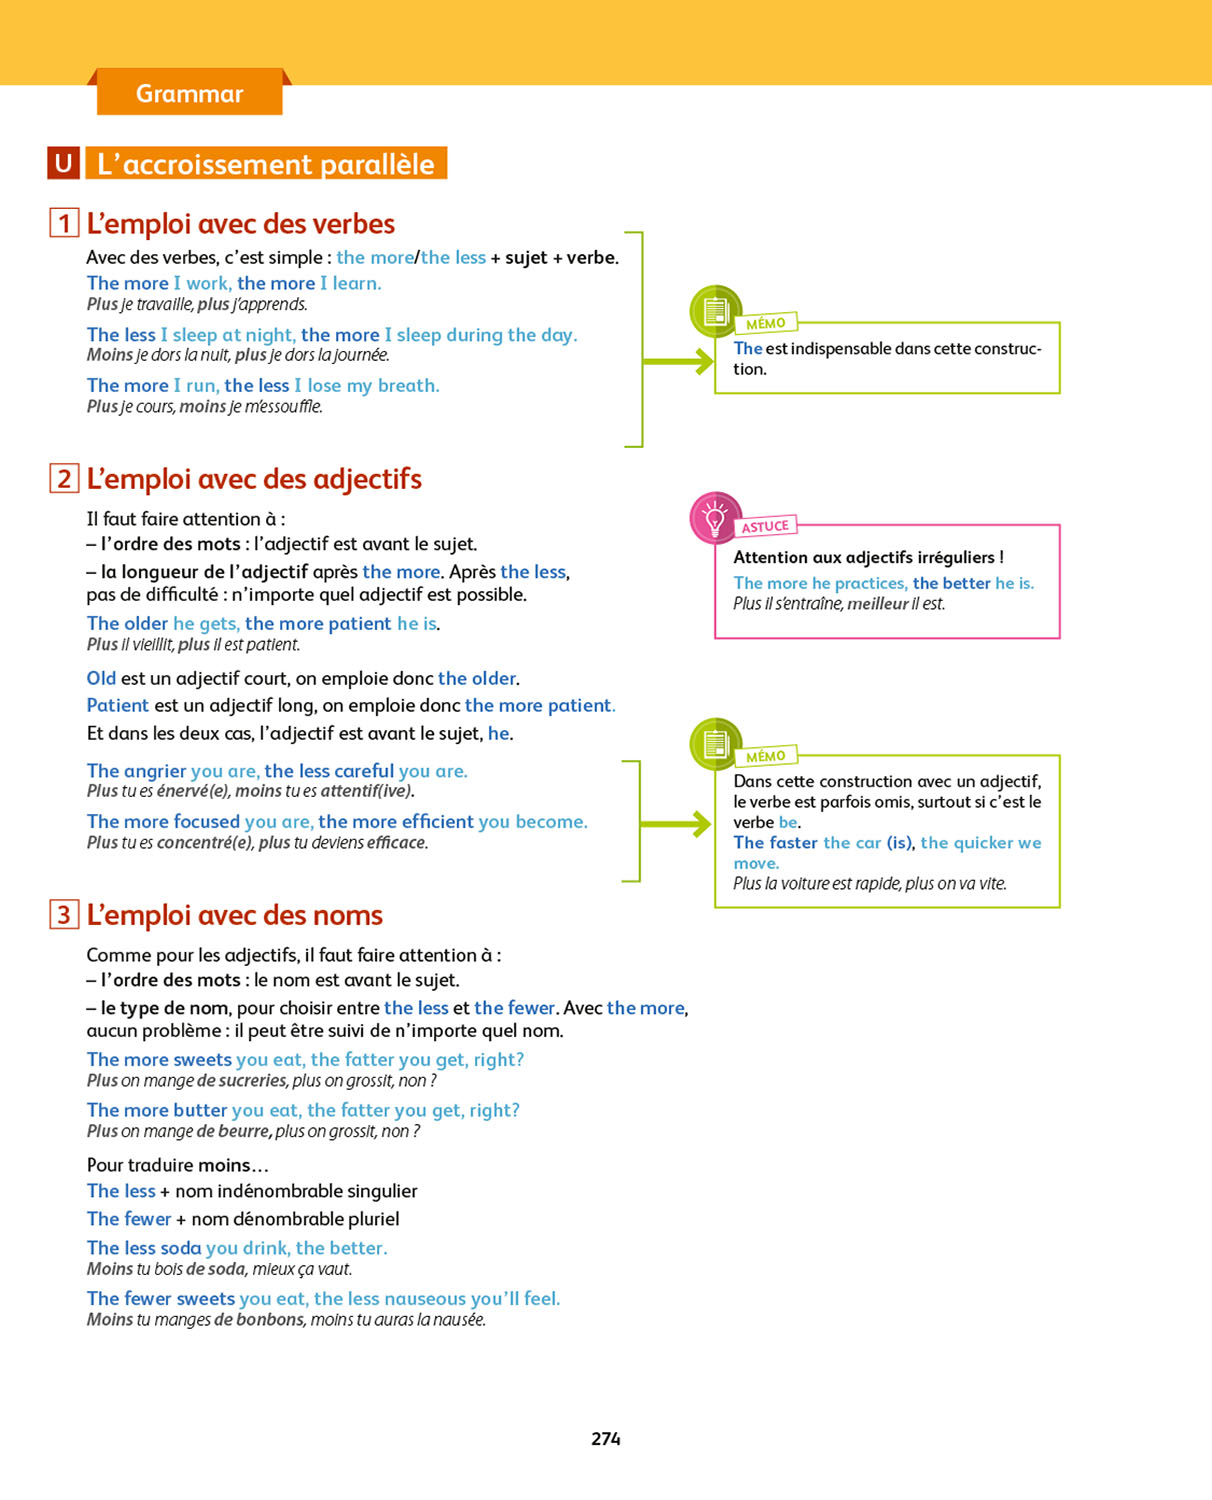 Grammar
U L’accroissement parallèle
1 L’emploi avec des verbes
Avec des verbes, c’est simple : the more/the less + sujet + verbe.
The more I work, the more I learn.
Plus je travaille, plus j’apprends.
The less I sleep at night, the more I sleep during the day.
Moins je dors la nuit, plus je dors la journée.
The more I run, the less I lose my breath.
Plus je cours, moins je m’essouffle.
MÉMO
The est indispensable dans cette construc-
tion.
2 L’emploi avec des adjectifs
Il faut faire attention à :
– l’ordre des mots : l’adjectif est avant le sujet.
– la longueur de l’adjectif après the more. Après the less,
pas de difficulté : n’importe quel adjectif est possible.
The older he gets, the more patient he is.
Plus il vieillit, plus il est patient.
Old est un adjectif court, on emploie donc the older.
Patient est un adjectif long, on emploie donc the more patient.
Et dans les deux cas, l’adjectif est avant le sujet, he.
The angrier you are, the less careful you are.
Plus tu es énervé(e), moins tu es attentif(ive).
The more focused you are, the more efficient you become.
Plus tu es concentré(e), plus tu deviens efficace.
ASTUCE
Attention aux adjectifs irréguliers !
The more he practices, the better he is.
Plus il s’entraîne, meilleur il est.
MÉMO
Dans cette construction avec un adjectif,
le verbe est parfois omis, surtout si c’est le
verbe be.
The faster the car (is), the quicker we
move.
Plus la voiture est rapide, plus on va vite.
3 L’emploi avec des noms
Comme pour les adjectifs, il faut faire attention à :
– l’ordre des mots : le nom est avant le sujet.
– le type de nom, pour choisir entre the less et the fewer. Avec the more,
aucun problème : il peut être suivi de n’importe quel nom.
The more sweets you eat, the fatter you get, right?
Plus on mange de sucreries, plus on grossit, non ?
The more butter you eat, the fatter you get, right?
Plus on mange de beurre, plus on grossit, non ?
Pour traduire moins…
The less + nom indénombrable singulier
The fewer + nom dénombrable pluriel
The less soda you drink, the better.
Moins tu bois de soda, mieux ça vaut.
The fewer sweets you eat, the less nauseous you’ll feel.
Moins tu manges de bonbons, moins tu auras la nausée.
274